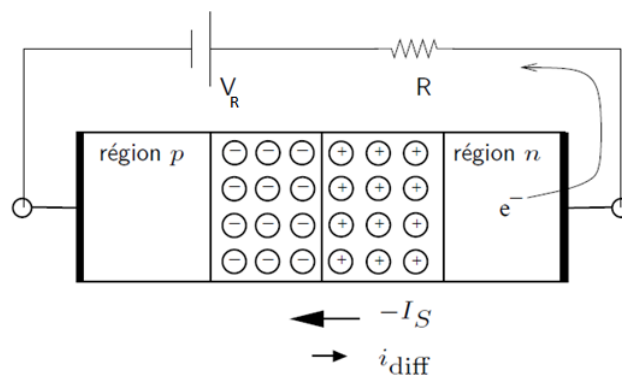 V_R R
région p région n
− − − + + +
− − − + + +
e⁻
− − − + + +
− − − + + +
−I_S
i_diff